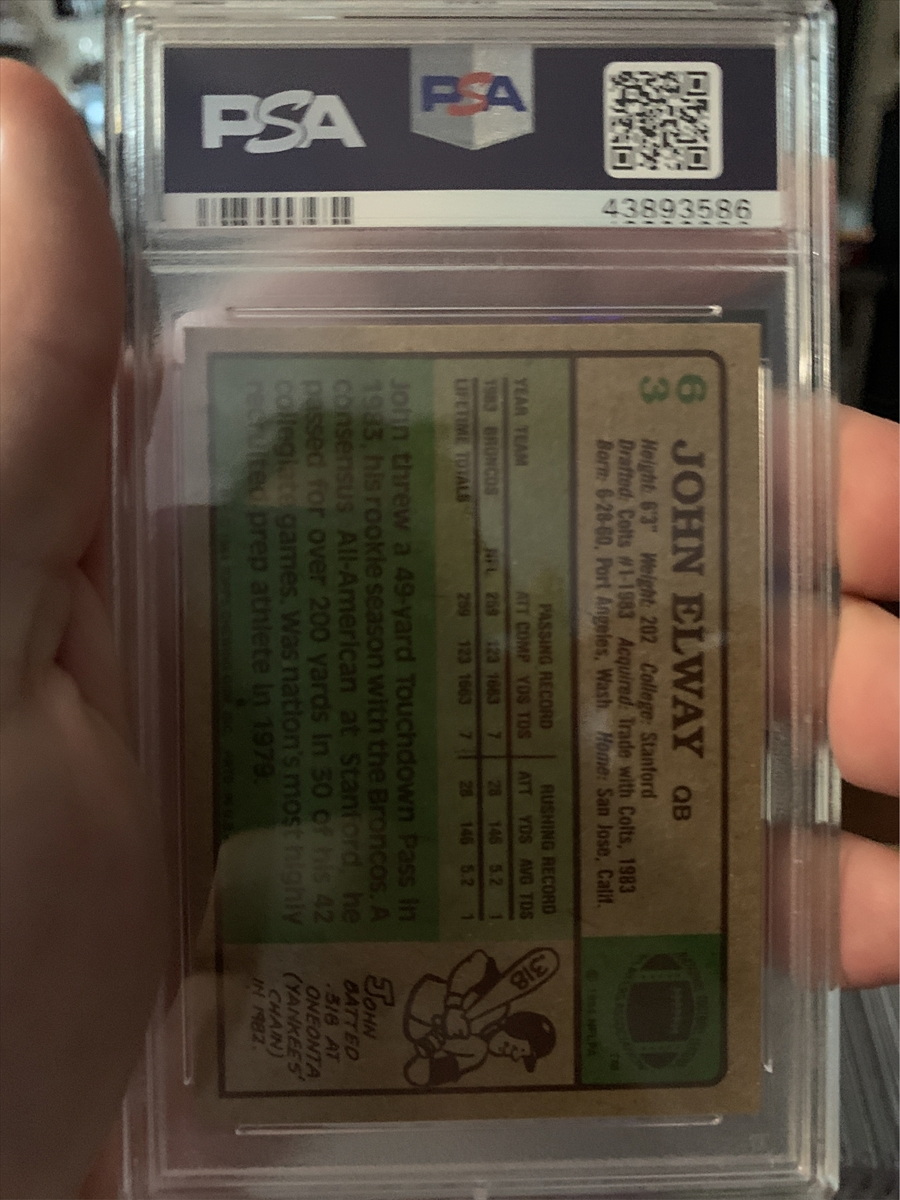 PSA
PSA
43893586
63
JOHN ELWAY QB
Height: 6'3" Weight: 202 College: Stanford
Drafted: Colts #1-1983 Acquired: Trade with Colts, 1983
Born: 6-28-60, Port Angeles, Wash. Home: San Jose, Calif.
PASSING RECORD RUSHING RECORD
YEAR TEAM ATT COMP YDS TDS ATT YDS AVG TDS
1983 BRONCOS NFL 259 123 1663 7 28 146 5.2 1
LIFETIME TOTALS 259 123 1663 7 28 146 5.2 1
John threw a 49-yard Touchdown Pass in
1983, his rookie season with the Broncos. A
consensus All-American at Stanford, he
passed for over 200 yards in 30 of his 42
collegiate games. Was nation's most highly
recruited prep athlete in 1979.
318
JOHN
BATTED
.318 AT
ONEONTA
(YANKEES'
CHAIN)
IN 1982.